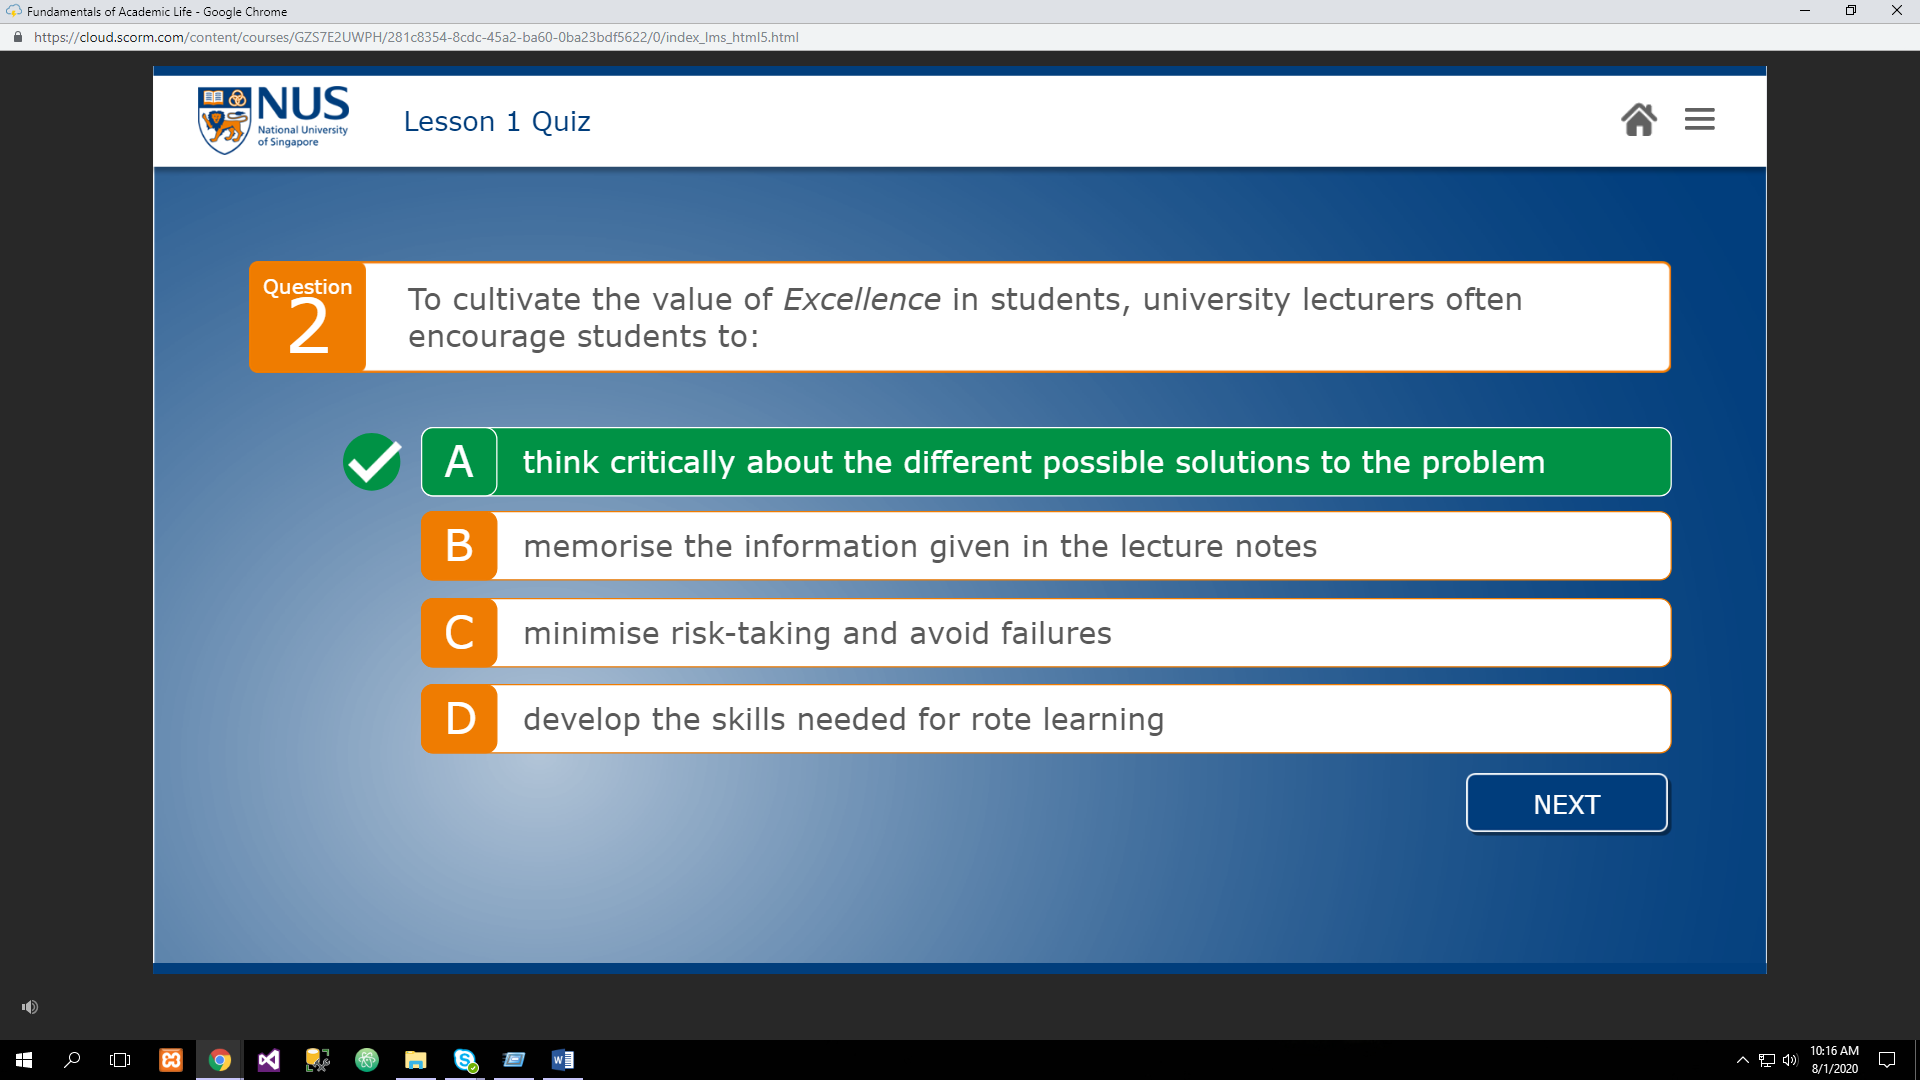 Fundamentals of Academic Life - Google Chrome
https://cloud.scorm.com/content/courses/GZS7E2UWPH/281c8354-8cdc-45a2-ba60-0ba23bdf5622/0/index_lms_html5.html
NUS
National University
of Singapore
Lesson 1 Quiz
Question
2
To cultivate the value of Excellence in students, university lecturers often
encourage students to:
A think critically about the different possible solutions to the problem
B memorise the information given in the lecture notes
C minimise risk-taking and avoid failures
D develop the skills needed for rote learning
NEXT
10:16 AM
8/1/2020